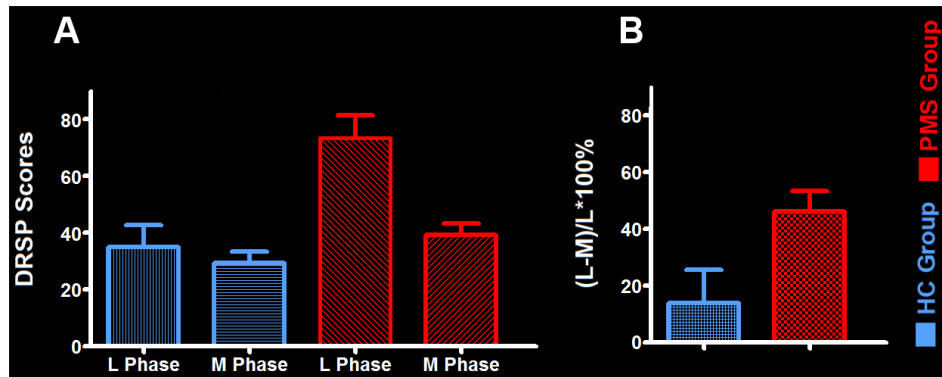 A
DRSP Scores
80
60
40
20
0
L Phase
M Phase
L Phase
M Phase
B
(L-M)/L*100%
80
60
40
20
0
PMS Group
HC Group